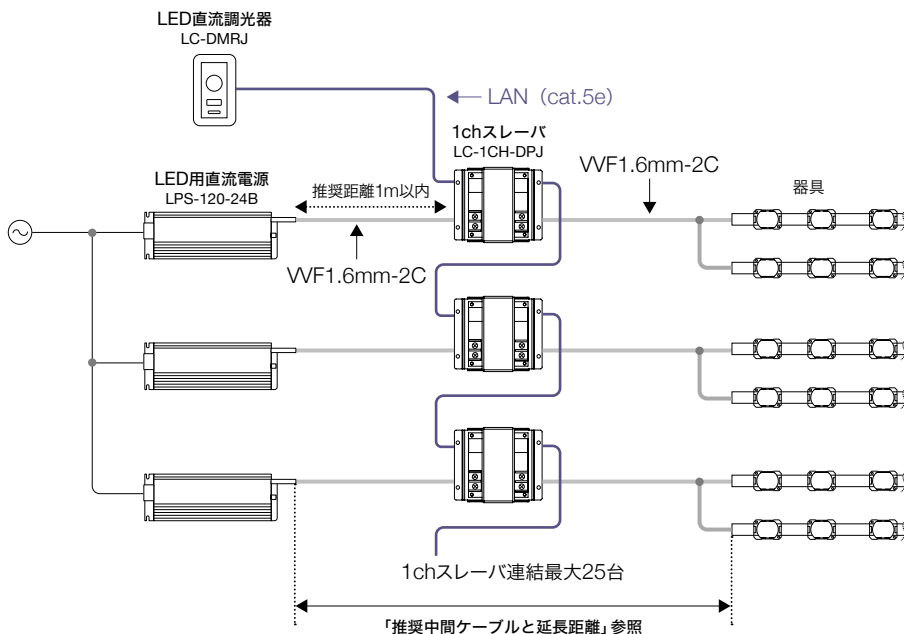 LED直流調光器
LC-DMRJ
LAN（cat.5e）
1chスレーバ
LC-1CH-DPJ
VVF1.6mm-2C
LED用直流電源
LPS-120-24B
推奨距離1m以内
器具
VVF1.6mm-2C
1chスレーバ連結最大25台
「推奨中間ケーブルと延長距離」参照